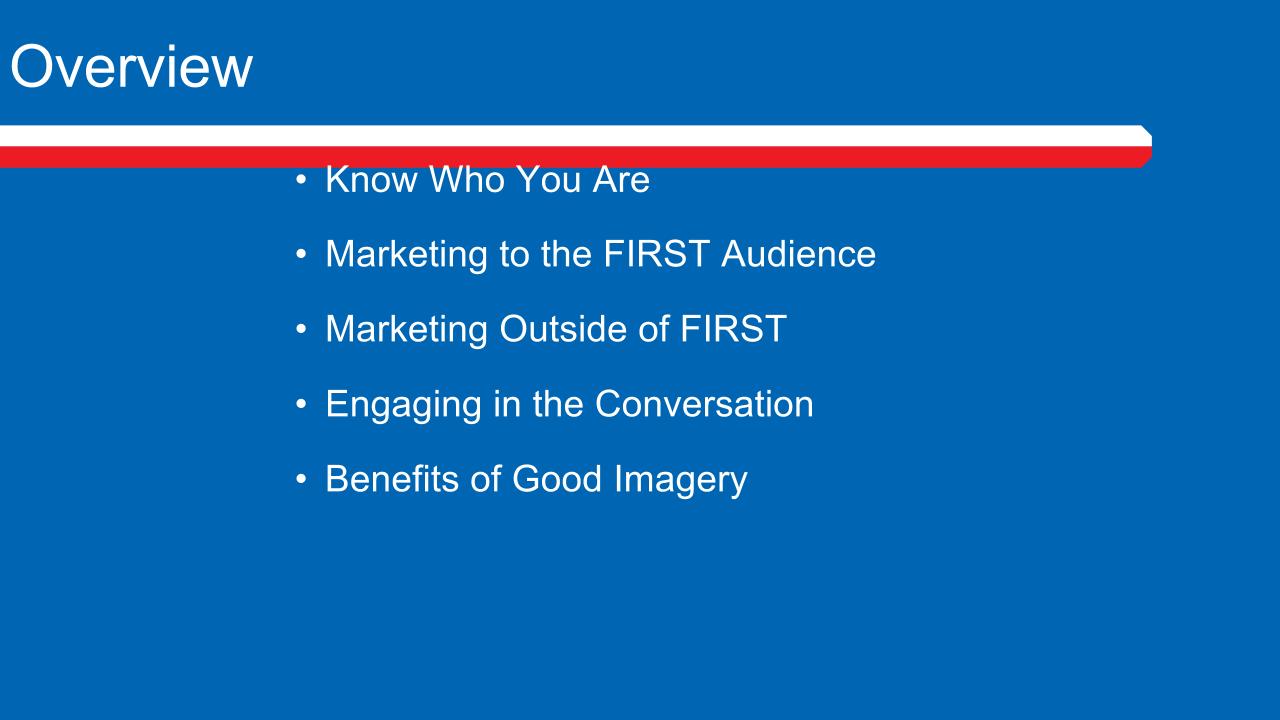 Overview
• Know Who You Are
• Marketing to the FIRST Audience
• Marketing Outside of FIRST
• Engaging in the Conversation
• Benefits of Good Imagery